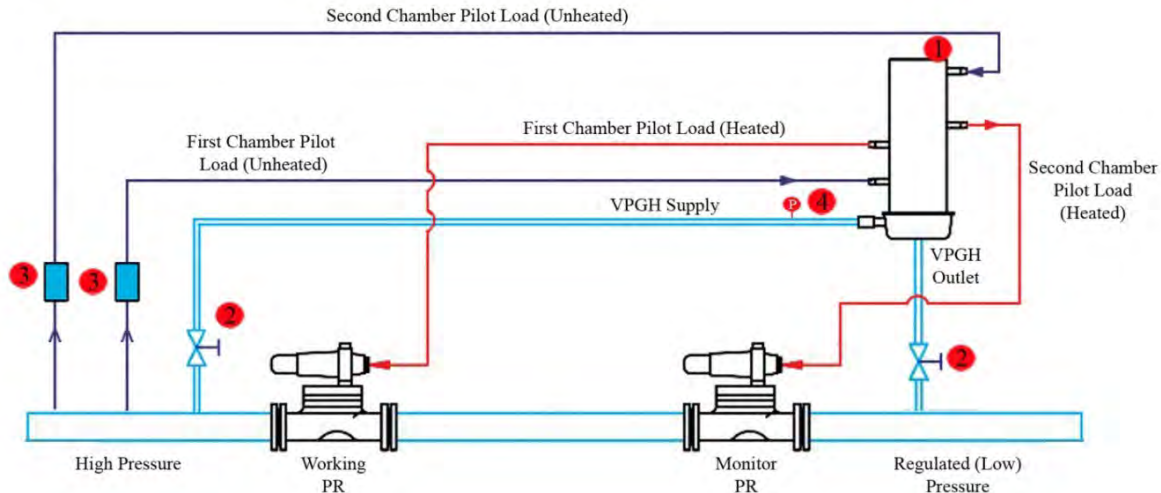 Second Chamber Pilot Load (Unheated)
1
First Chamber Pilot
Load (Unheated)
First Chamber Pilot Load (Heated)
Second Chamber
Pilot Load
(Heated)
VPGH Supply
P
4
VPGH
Outlet
3
3
2
2
High Pressure
Working
PR
Monitor
PR
Regulated (Low)
Pressure